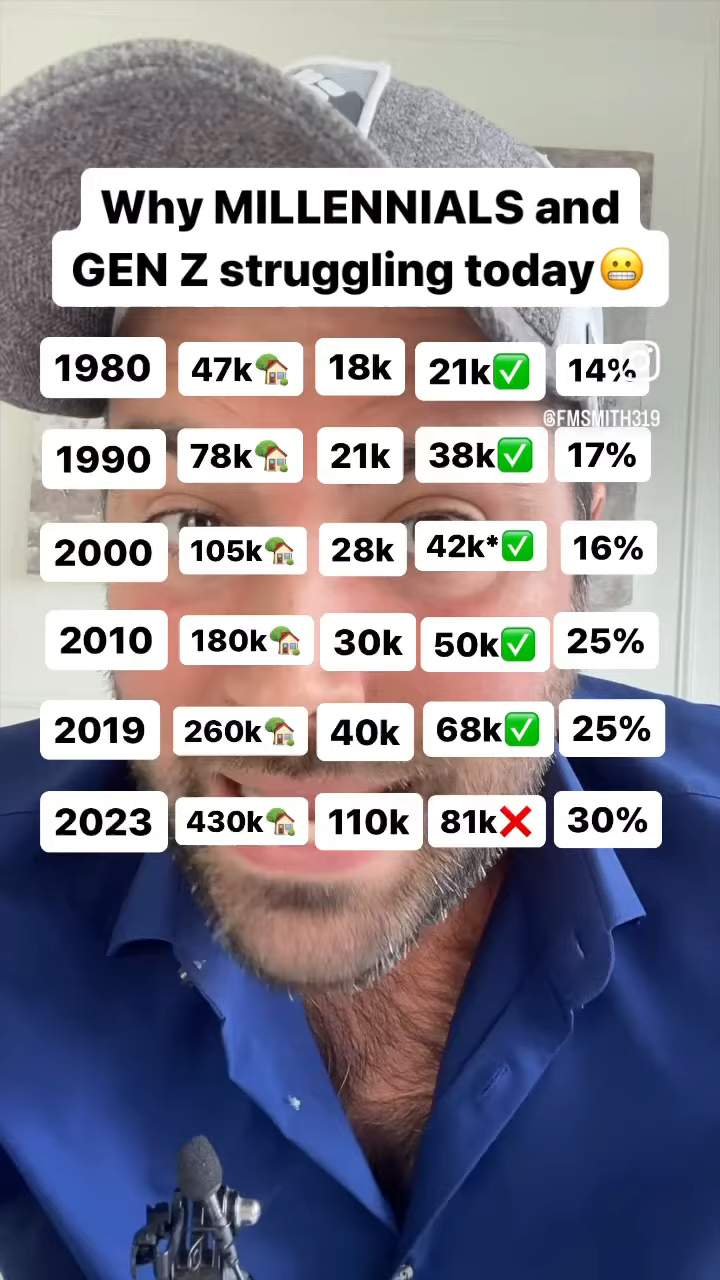 Why MILLENNIALS and
GEN Z struggling today😬
1980 47k🏡 18k 21k✅ 14%
@FMSMITH319
1990 78k🏡 21k 38k✅ 17%
2000 105k🏡 28k 42k*✅ 16%
2010 180k🏡 30k 50k✅ 25%
2019 260k🏡 40k 68k✅ 25%
2023 430k🏡 110k 81k❌ 30%